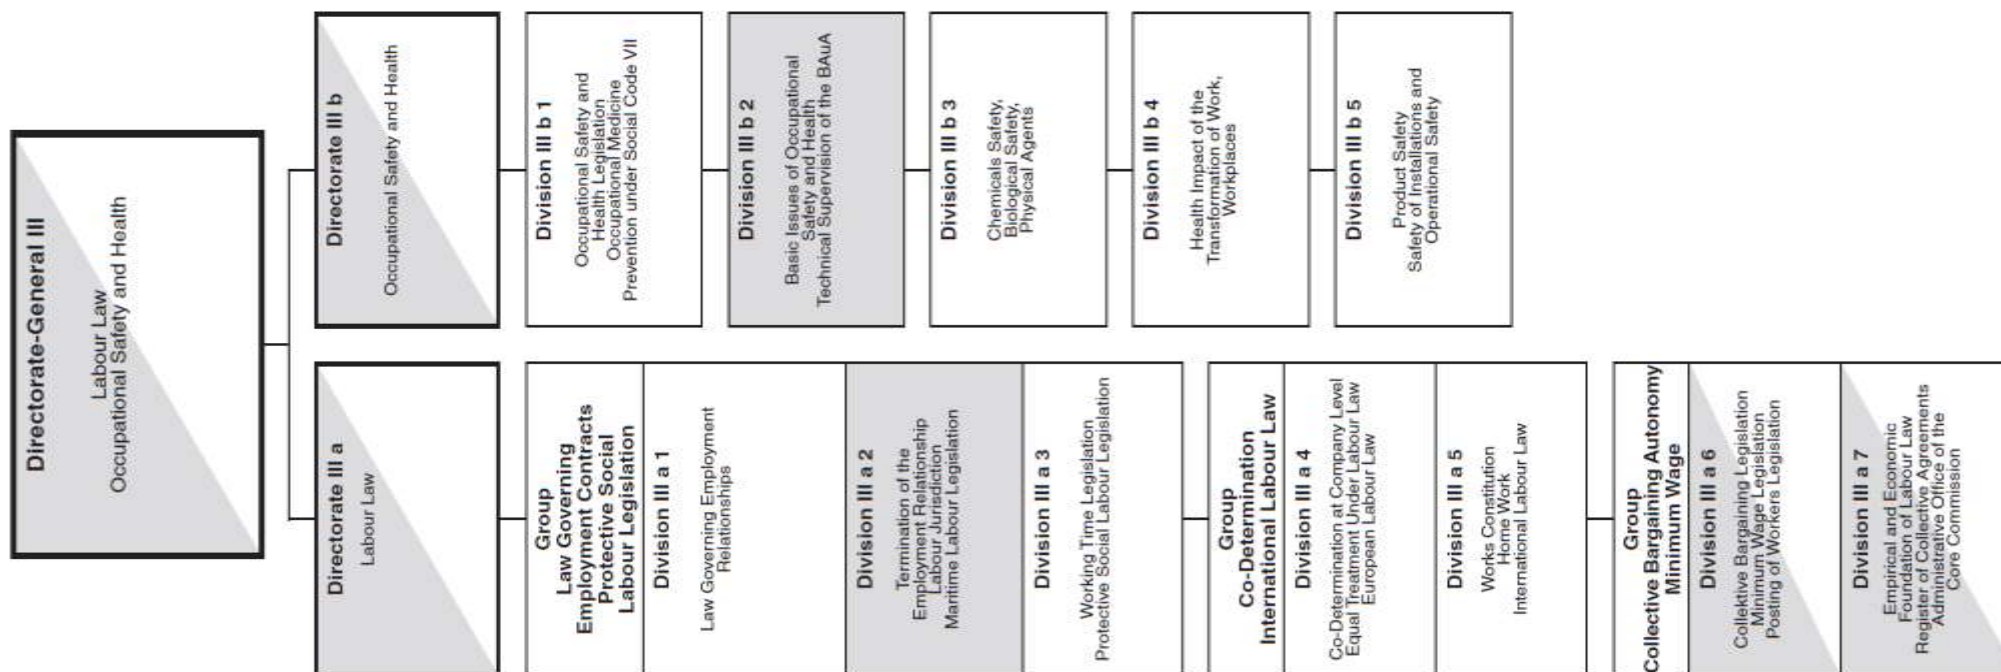 Directorate-General III
Labour Law
Occupational Safety and Health
Directorate III a
Labour Law
Group
Law Governing
Employment Contracts
Protective Social
Labour Legislation
Division III a 1
Law Governing Employment
Relationships
Division III a 2
Termination of the
Employment Relationship
Labour Jurisdiction
Maritime Labour Legislation
Division III a 3
Working Time Legislation
Protective Social Labour Legislation
Group
Co-Determination
International Labour Law
Division III a 4
Co-Determination at Company Level
Equal Treatment Under Labour Law
European Labour Law
Division III a 5
Works Constitution
Home Work
International Labour Law
Group
Collective Bargaining Autonomy
Minimum Wage
Division III a 6
Collektive Bargaining Legislation
Minimum Wage Legislation
Posting of Workers Legislation
Division III a 7
Empirical and Economic
Foundation of Labour Law
Register of Collective Agreements
Administrative Office of the
Core Commission
Directorate III b
Occupational Safety and Health
Division III b 1
Occupational Safety and
Health Legislation
Occupational Medicine
Prevention under Social Code VII
Division III b 2
Basic Issues of Occupational
Safety and Health
Technical Supervision of the BAuA
Division III b 3
Chemicals Safety,
Biological Safety,
Physical Agents
Division III b 4
Health Impact of the
Transformation of Work,
Workplaces
Division III b 5
Product Safety
Safety of Installations and
Operational Safety